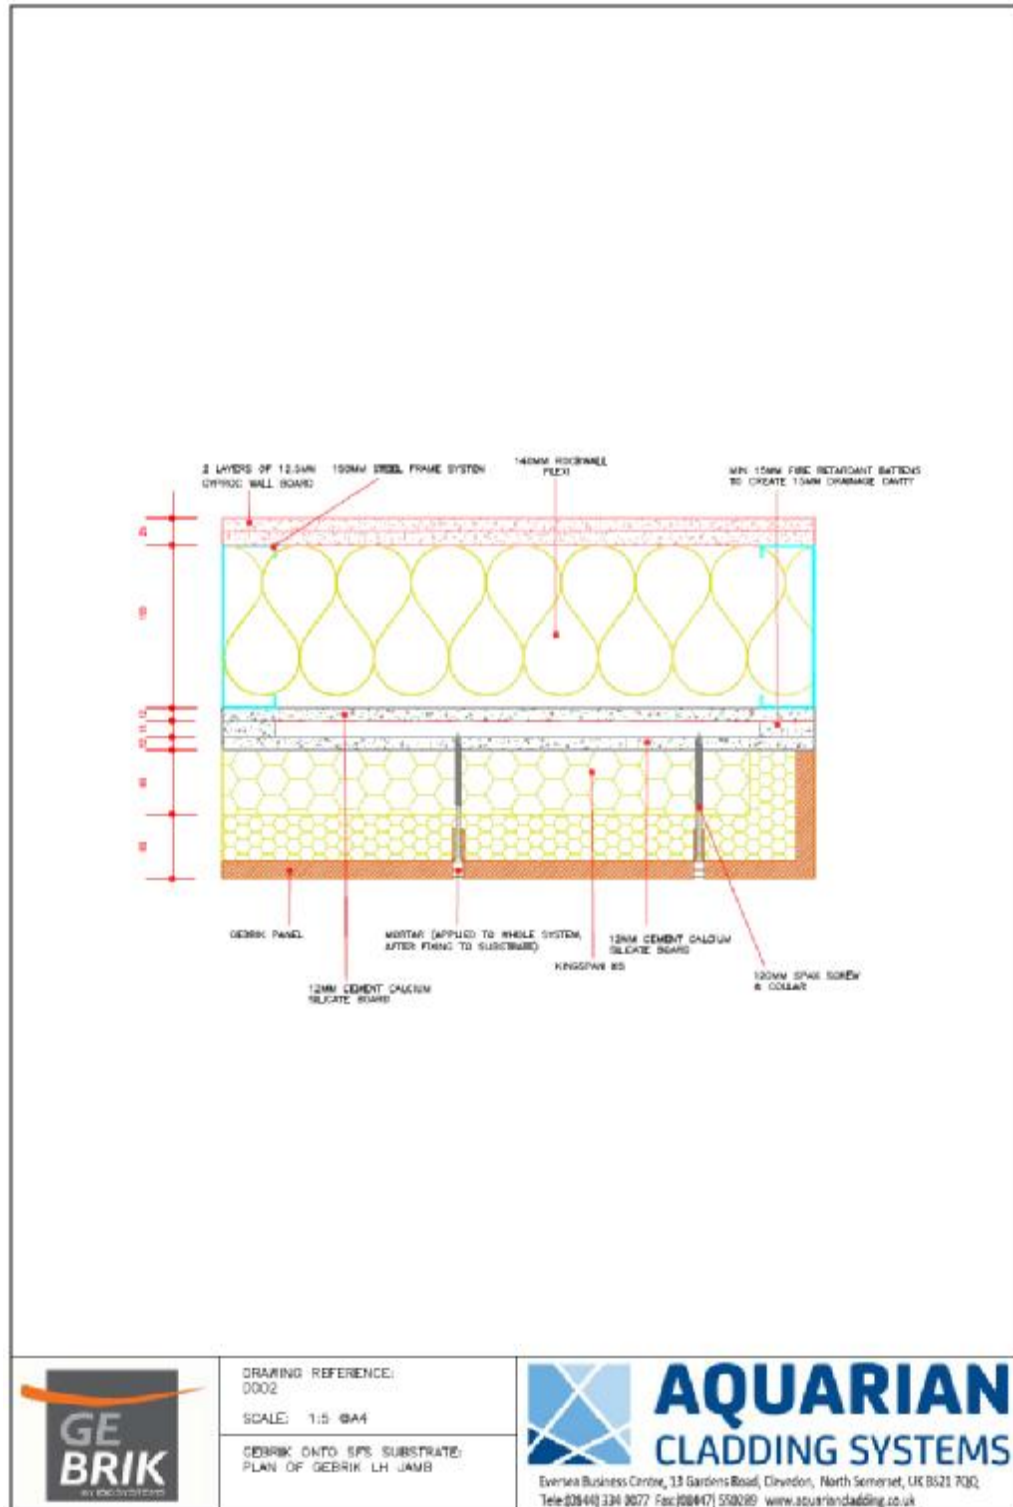 2 LAYERS OF 12.5MM
GYPROC WALL BOARD
150MM STEEL FRAME SYSTEM
140MM ROCKWALL
FLEXI
MIN 15MM FIRE RETARDANT BATTENS
TO CREATE 15MM DRAINAGE CAVITY
GEBRIK PANEL
MORTAR (APPLIED TO WHOLE SYSTEM,
AFTER FIXING TO SUBSTRATE)
12MM CEMENT CALCIUM
SILICATE BOARD
KINGSPAN K5
120MM SPAX SCREW
& COLLAR
12MM CEMENT CALCIUM
SILICATE BOARD
GE
BRIK
DRAWING REFERENCE:
0002
SCALE: 1:5 @A4
GEBRIK ONTO SFS SUBSTRATE:
PLAN OF GEBRIK LH JAMB
AQUARIAN
CLADDING SYSTEMS
Eversea Business Centre, 13 Gardens Road, Clevedon, North Somerset, UK BS21 7QQ
www.aquariancladding.co.uk